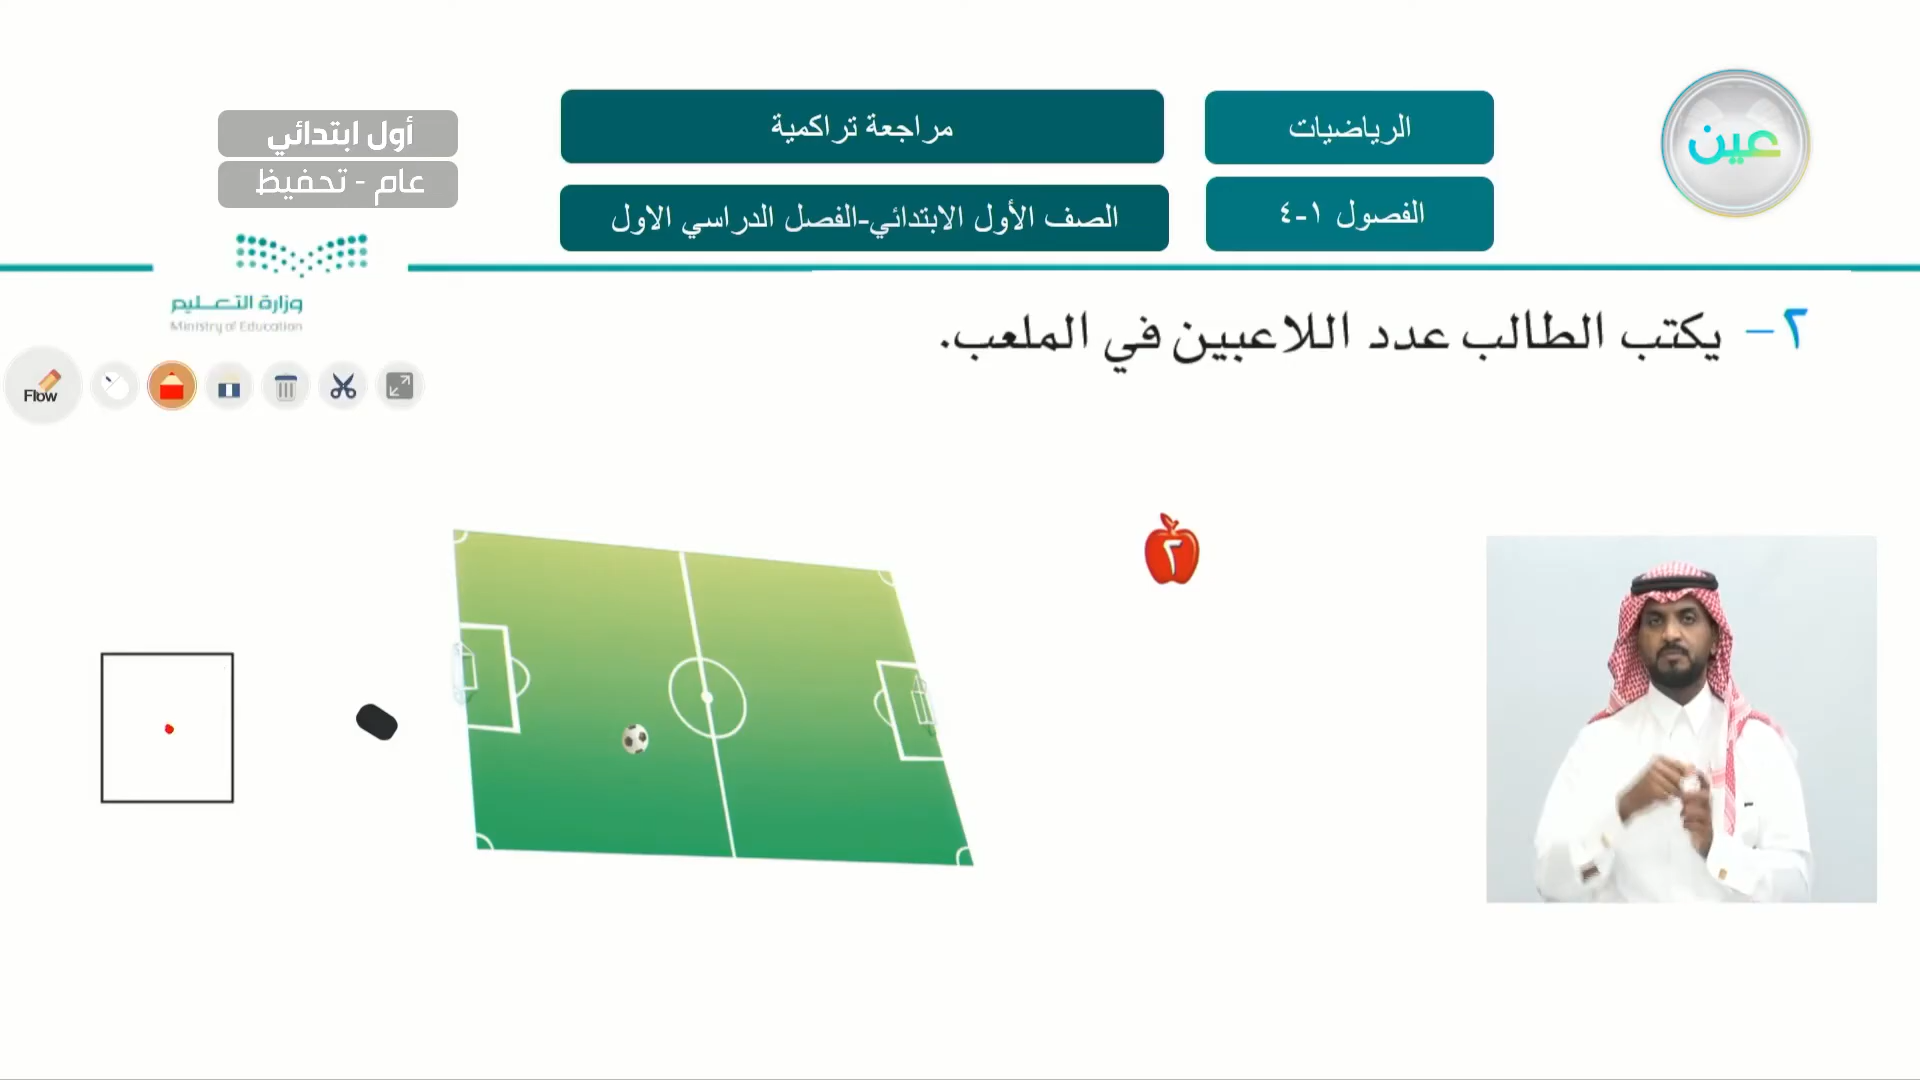 عين
الرياضيات
مراجعة تراكمية
أول ابتدائي
عام - تحفيظ
الفصول ١-٤
الصف الأول الابتدائي-الفصل الدراسي الاول
وزارة التعليم
Ministry of Education
٢- يكتب الطالب عدد اللاعبين في الملعب.
Flow
٢